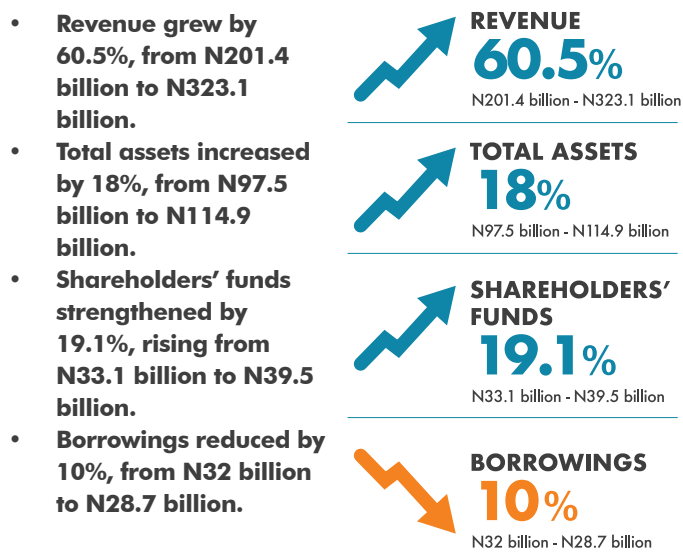 • Revenue grew by
60.5%, from N201.4
billion to N323.1
billion.
• Total assets increased
by 18%, from N97.5
billion to N114.9
billion.
• Shareholders’ funds
strengthened by
19.1%, rising from
N33.1 billion to N39.5
billion.
• Borrowings reduced by
10%, from N32 billion
to N28.7 billion.
REVENUE
60.5%
N201.4 billion - N323.1 billion
TOTAL ASSETS
18%
N97.5 billion - N114.9 billion
SHAREHOLDERS’
FUNDS
19.1%
N33.1 billion - N39.5 billion
BORROWINGS
10%
N32 billion - N28.7 billion